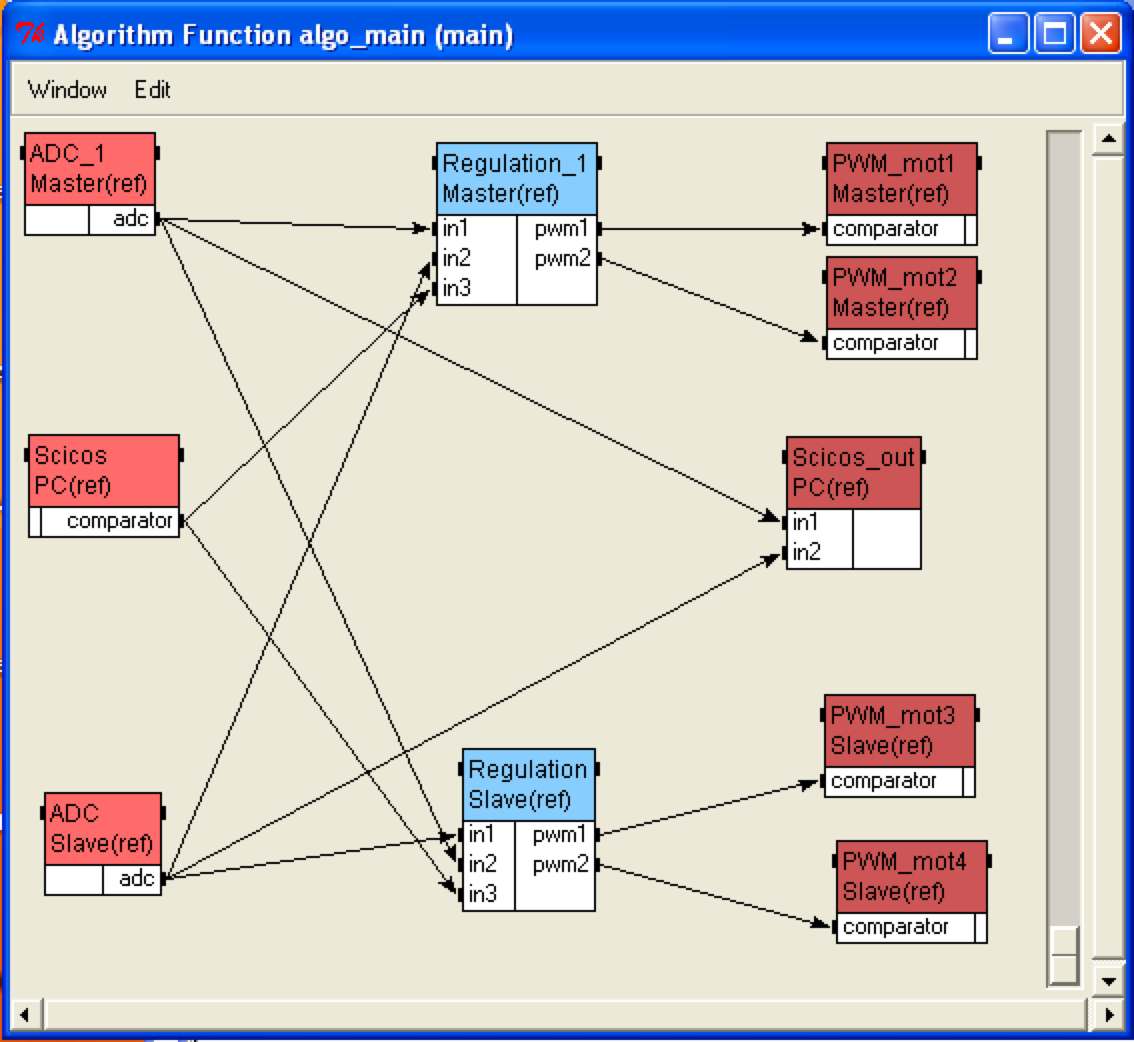 7k Algorithm Function algo_main (main)
Window Edit
ADC_1
Master(ref)
adc
Regulation_1
Master(ref)
in1 pwm1
in2 pwm2
in3
PWM_mot1
Master(ref)
comparator
PWM_mot2
Master(ref)
comparator
Scicos
PC(ref)
comparator
Scicos_out
PC(ref)
in1
in2
ADC
Slave(ref)
adc
Regulation
Slave(ref)
in1 pwm1
in2 pwm2
in3
PWM_mot3
Slave(ref)
comparator
PWM_mot4
Slave(ref)
comparator